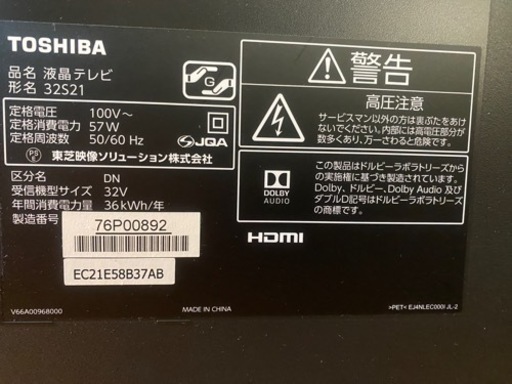 TOSHIBA
品名 液晶テレビ
形名 32S21
定格電圧 100V～
定格消費電力 57W
定格周波数 50/60 Hz
JQA
PS E 東芝映像ソリューション株式会社
区分名 DN
受信機型サイズ 32V
年間消費電力量 36kWh/年
製造番号
76P00892
EC21E58B37AB
V66A00968000
MADE IN CHINA
G
警告
高圧注意
サービスマン以外の方は裏ぶたをあけ
ないでください。内部には高電圧部分が
数多くあり、万一さわると危険です。
DOLBY
AUDIO
この製品はドルビーラボラトリーズから
の実施権に基づき製造されています。
Dolby、ドルビー、Dolby Audio 及び
ダブルD記号はドルビーラボラトリーズ
の商標です。
HDMI
>PET< EJ4NLEC000I JL-2